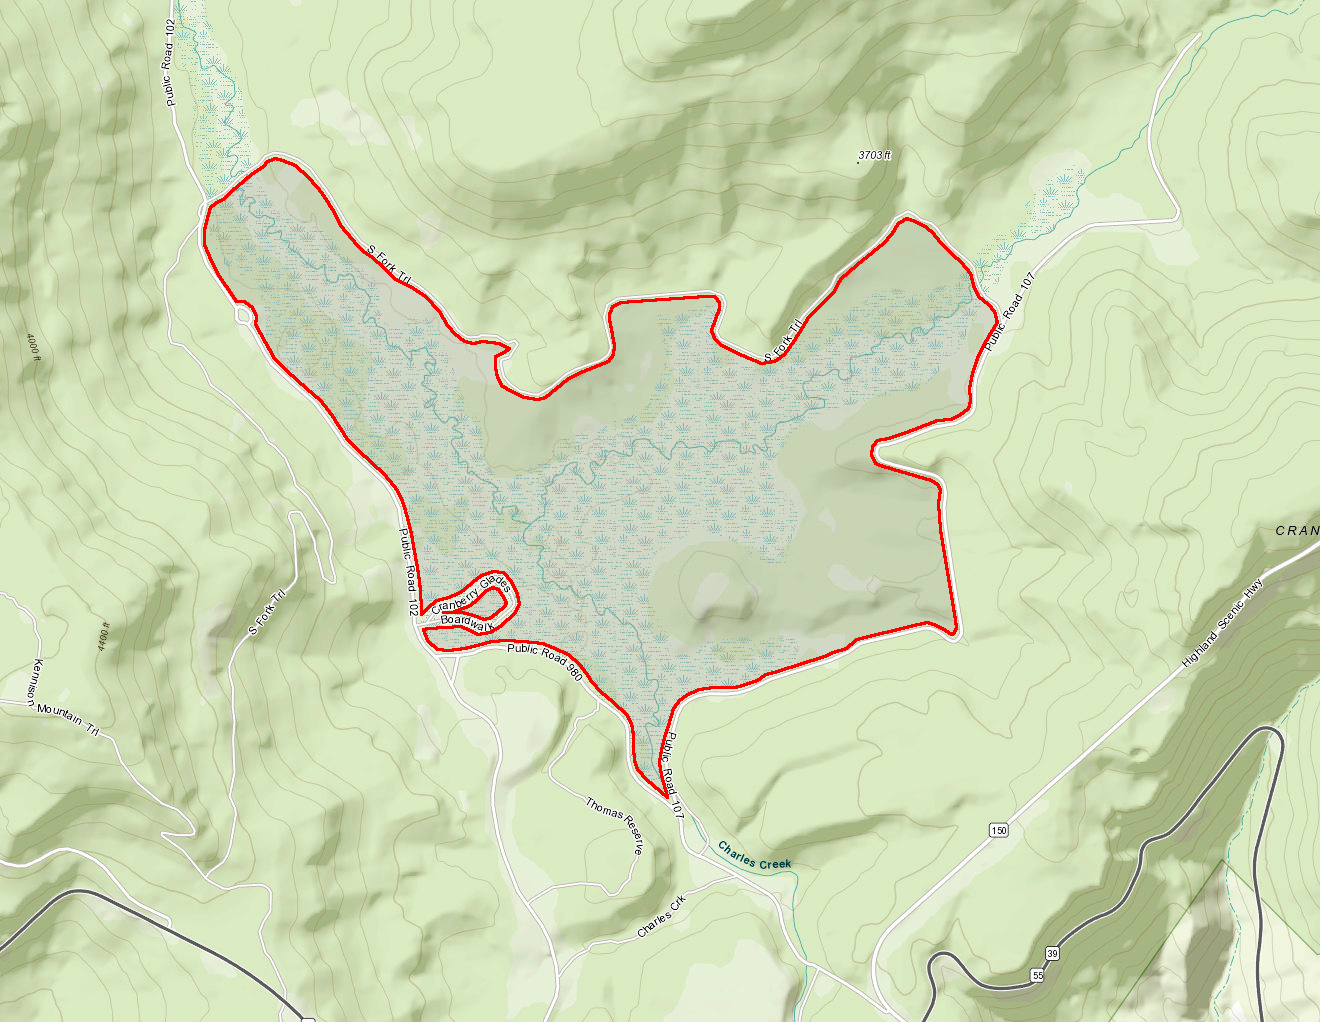 Public Road 102
3703 ft
S Fork Trl
Public Road 107
S Fork Trl
4000 ft
CRAN
Public Road 102
Cranberry Glades
Boardwalk
S Fork Trl
4400 ft
Highland Scenic Hwy
Public Road 980
Kennison
Mountain Trl
Public Road 107
Thomas Reserve
150
Charles Creek
Charles Crk
39
55